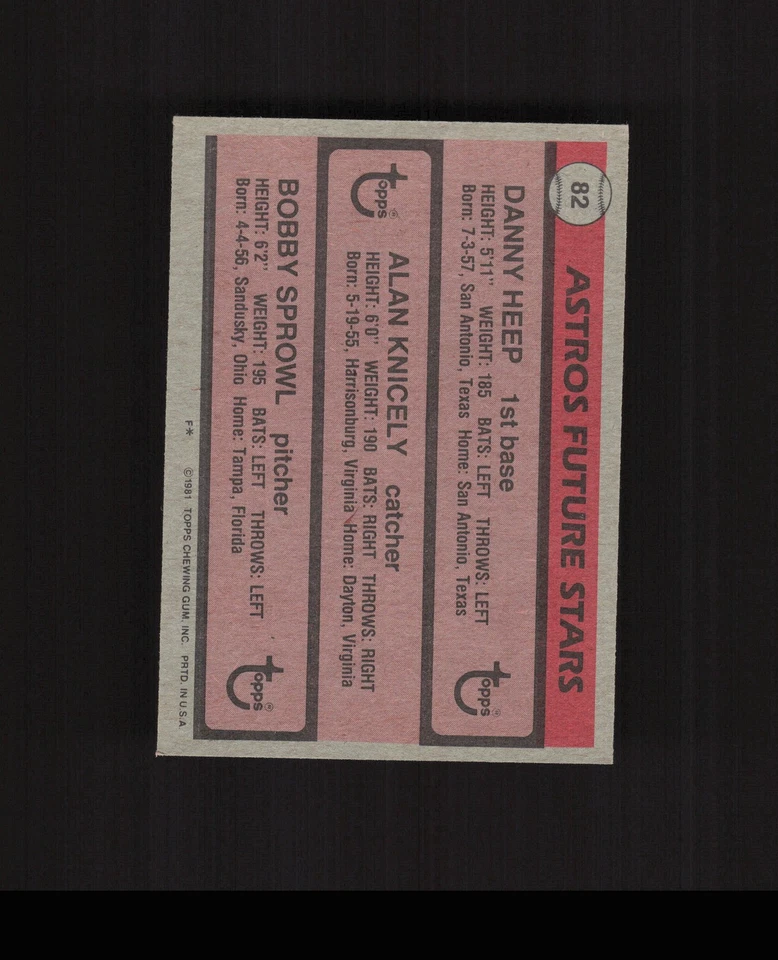 82
ASTROS FUTURE STARS
DANNY HEEP 1st base
HEIGHT: 5'11" WEIGHT: 185 BATS: LEFT THROWS: LEFT
Born: 7-3-57, San Antonio, Texas Home: San Antonio, Texas
Topps®
Topps®
ALAN KNICELY catcher
HEIGHT: 6'0" WEIGHT: 190 BATS: RIGHT THROWS: RIGHT
Born: 5-19-55, Harrisonburg, Virginia Home: Dayton, Virginia
BOBBY SPROWL pitcher
HEIGHT: 6'2" WEIGHT: 195 BATS: LEFT THROWS: LEFT
Born: 4-4-56, Sandusky, Ohio Home: Tampa, Florida
Topps®
F* ©1981 TOPPS CHEWING GUM, INC. PRTD. IN U.S.A.